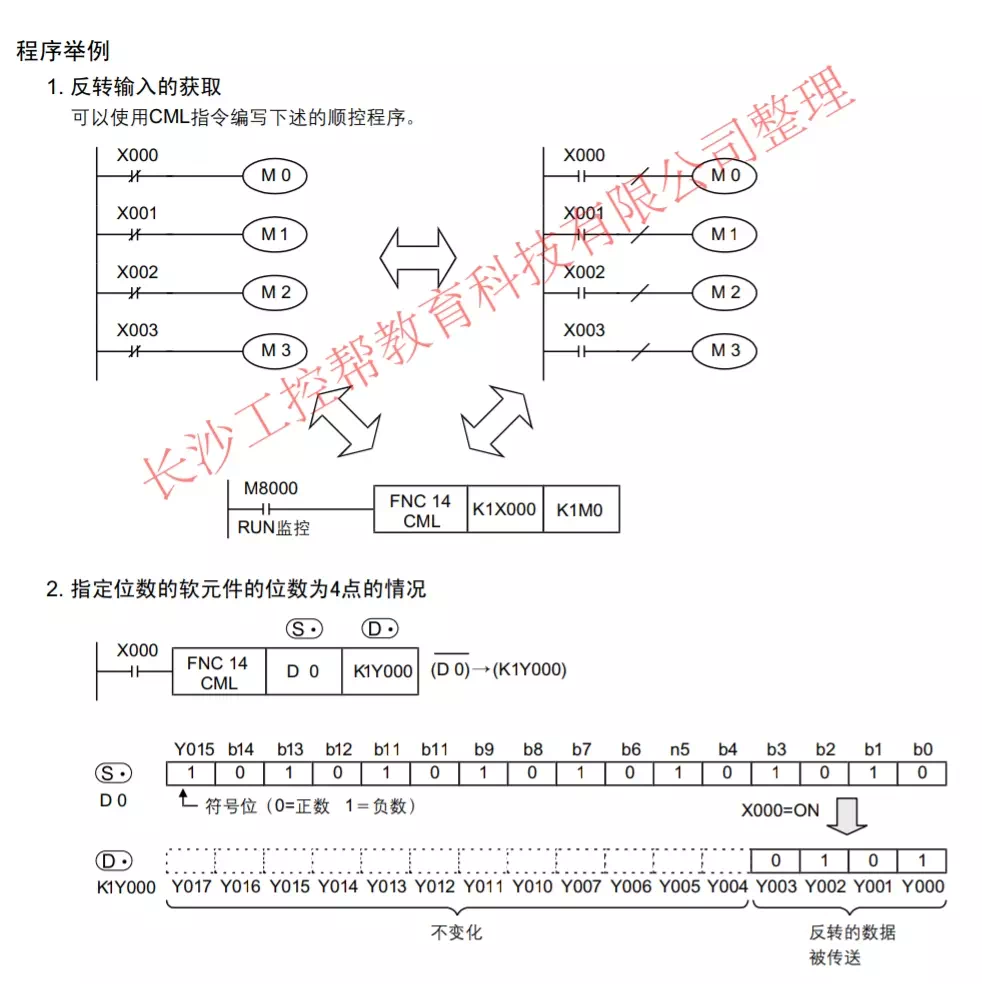 程序举例
1. 反转输入的获取
可以使用CML指令编写下述的顺控程序。
X000
M 0
X001
M 1
X002
M 2
X003
M 3
X000
M 0
X001
M 1
X002
M 2
X003
M 3
长沙工控帮教育科技有限公司整理
M8000
RUN监控
FNC 14
CML
K1X000
K1M0
2. 指定位数的软元件的位数为4点的情况
S· D·
X000
FNC 14
CML
D 0
K1Y000
(D 0)→(K1Y000)
Y015 b14 b13 b12 b11 b11 b9 b8 b7 b6 n5 b4 b3 b2 b1 b0
S· 1 0 1 0 1 0 1 0 1 0 1 0 1 0 1 0
D 0
符号位（0=正数 1=负数）
X000=ON
D· 0 1 0 1
K1Y000 Y017 Y016 Y015 Y014 Y013 Y012 Y011 Y010 Y007 Y006 Y005 Y004 Y003 Y002 Y001 Y000
不变化
反转的数据
被传送